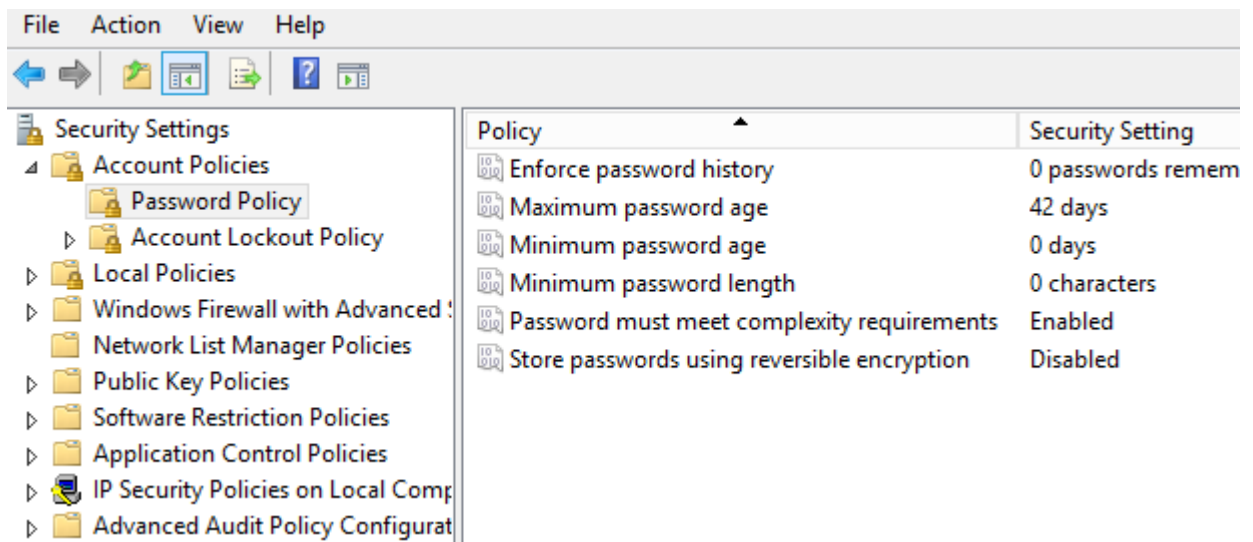 File Action View Help
Security Settings
Account Policies
Password Policy
Account Lockout Policy
Local Policies
Windows Firewall with Advanced
Network List Manager Policies
Public Key Policies
Software Restriction Policies
Application Control Policies
IP Security Policies on Local Comp
Advanced Audit Policy Configurat
Policy Security Setting
Enforce password history 0 passwords remem
Maximum password age 42 days
Minimum password age 0 days
Minimum password length 0 characters
Password must meet complexity requirements Enabled
Store passwords using reversible encryption Disabled